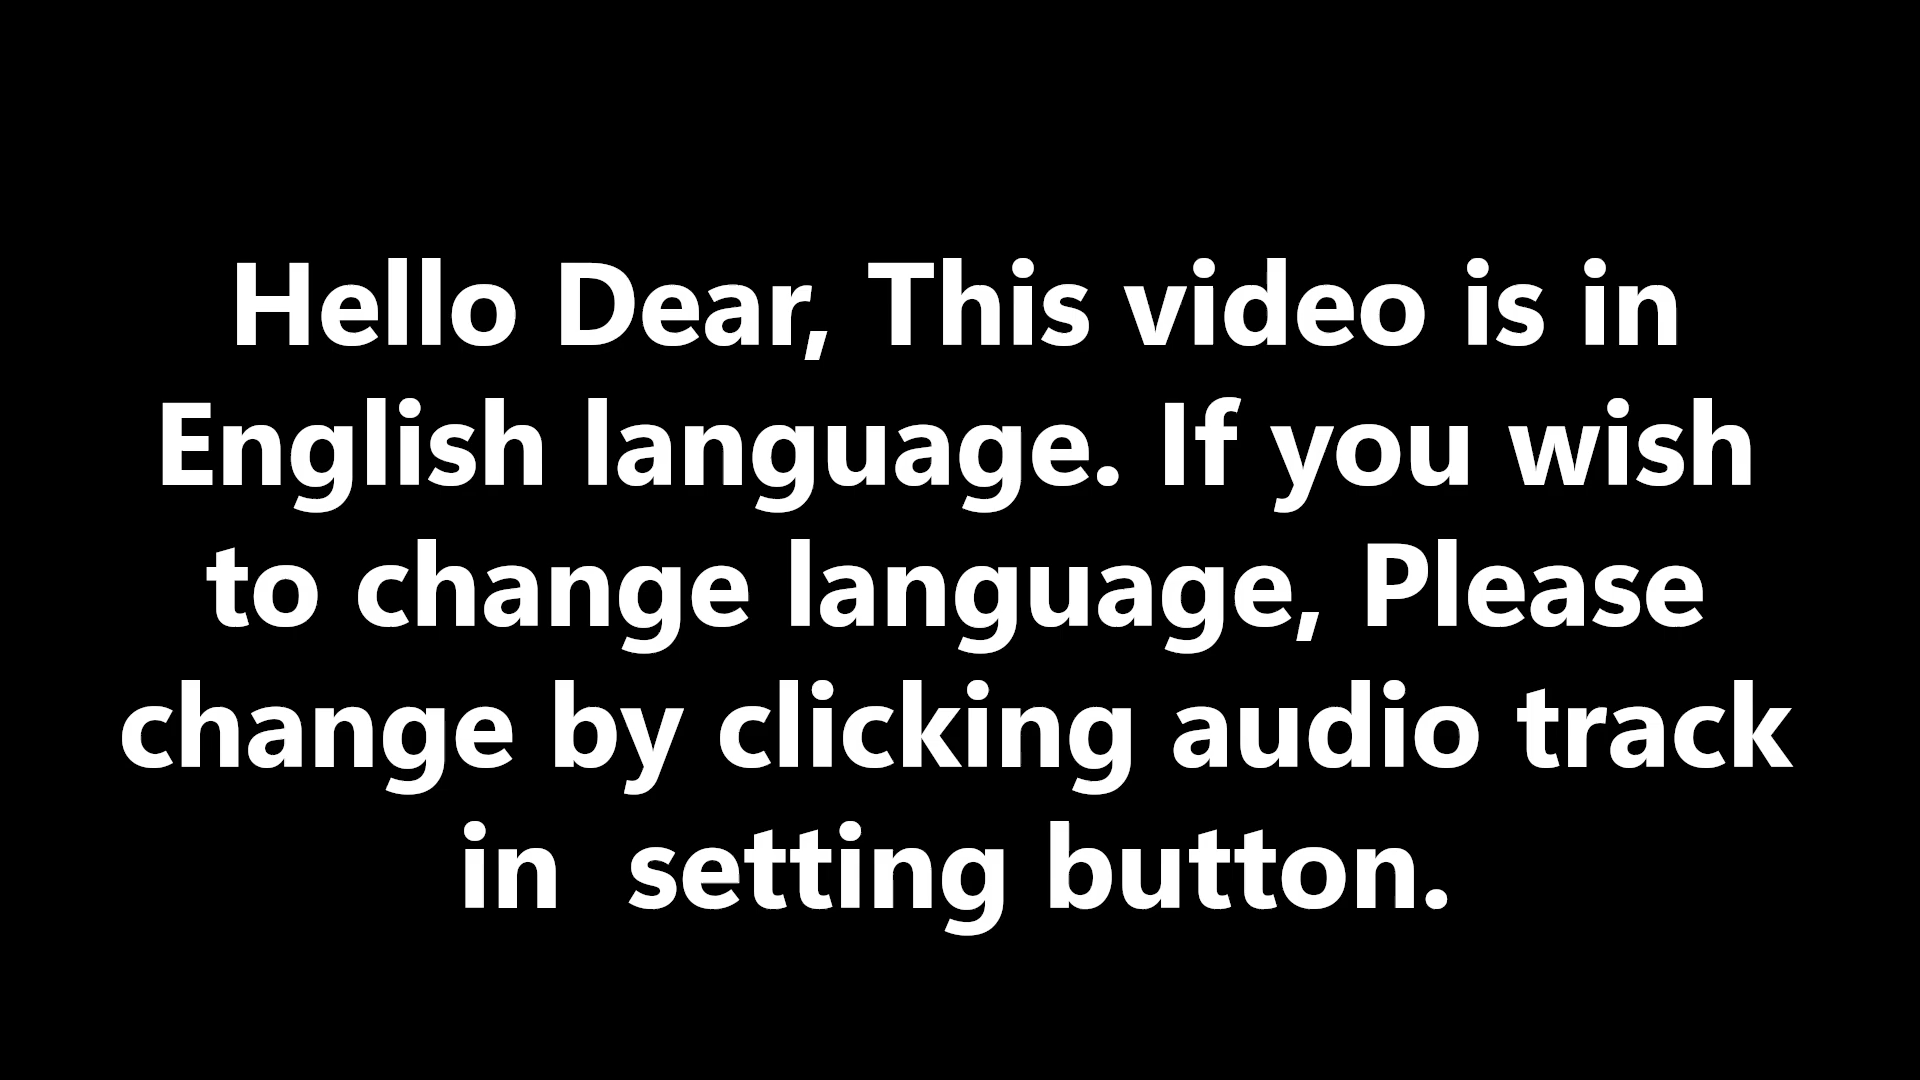 Hello Dear, This video is in
English language. If you wish
to change language, Please
change by clicking audio track
in  setting button.